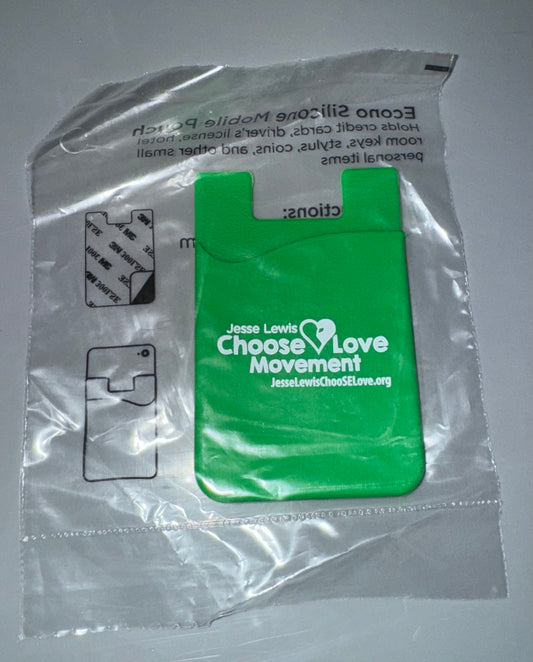 Econo Silicone Mobile Pouch
Holds credit cards, driver's license, hotel
room keys, stylus, coins, and other small
personal items
ctions:
m
Jesse Lewis
Choose Love
Movement
JesseLewisChooSELove.org
3M